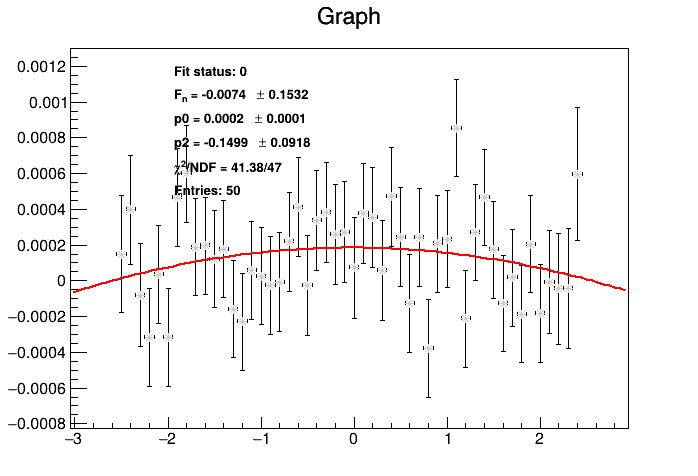 Graph
Fit status: 0
Fn = -0.0074 ± 0.1532
p0 = 0.0002 ± 0.0001
p2 = -0.1499 ± 0.0918
χ²/NDF = 41.38/47
Entries: 50
0.0012
0.001
0.0008
0.0006
0.0004
0.0002
0
−0.0002
−0.0004
−0.0006
−0.0008
−3 −2 −1 0 1 2